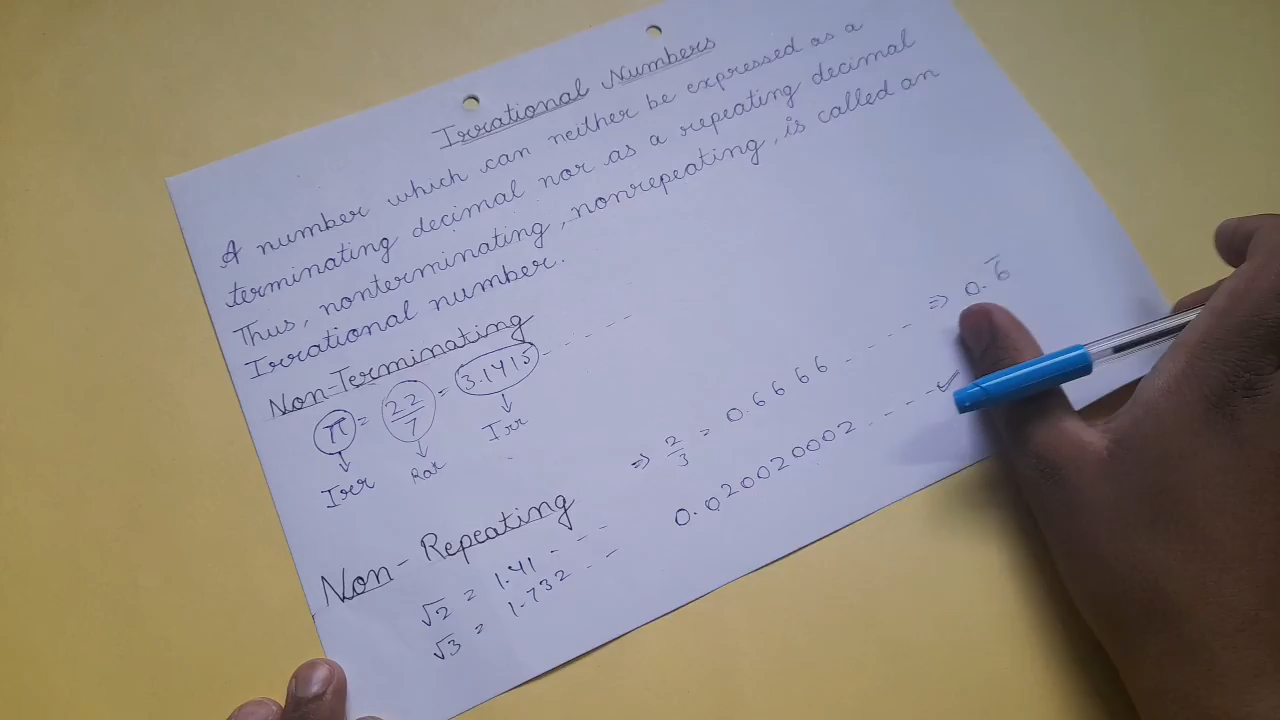 Irrational Numbers
A number which can neither be expressed as a
terminating decimal nor as a repeating decimal
Thus, nonterminating, nonrepeating, is called an
Irrational number.
Non-Terminating
π = 22/7 = 3.1415 - - - - -
Irr Rat Irr
⇒ 2/3 = 0.6666 - - - - ⇒ 0.6̅
Non-Repeating
0.020020002 - - - - ✓
√2 = 1.41 - - -
√3 = 1.732 - -